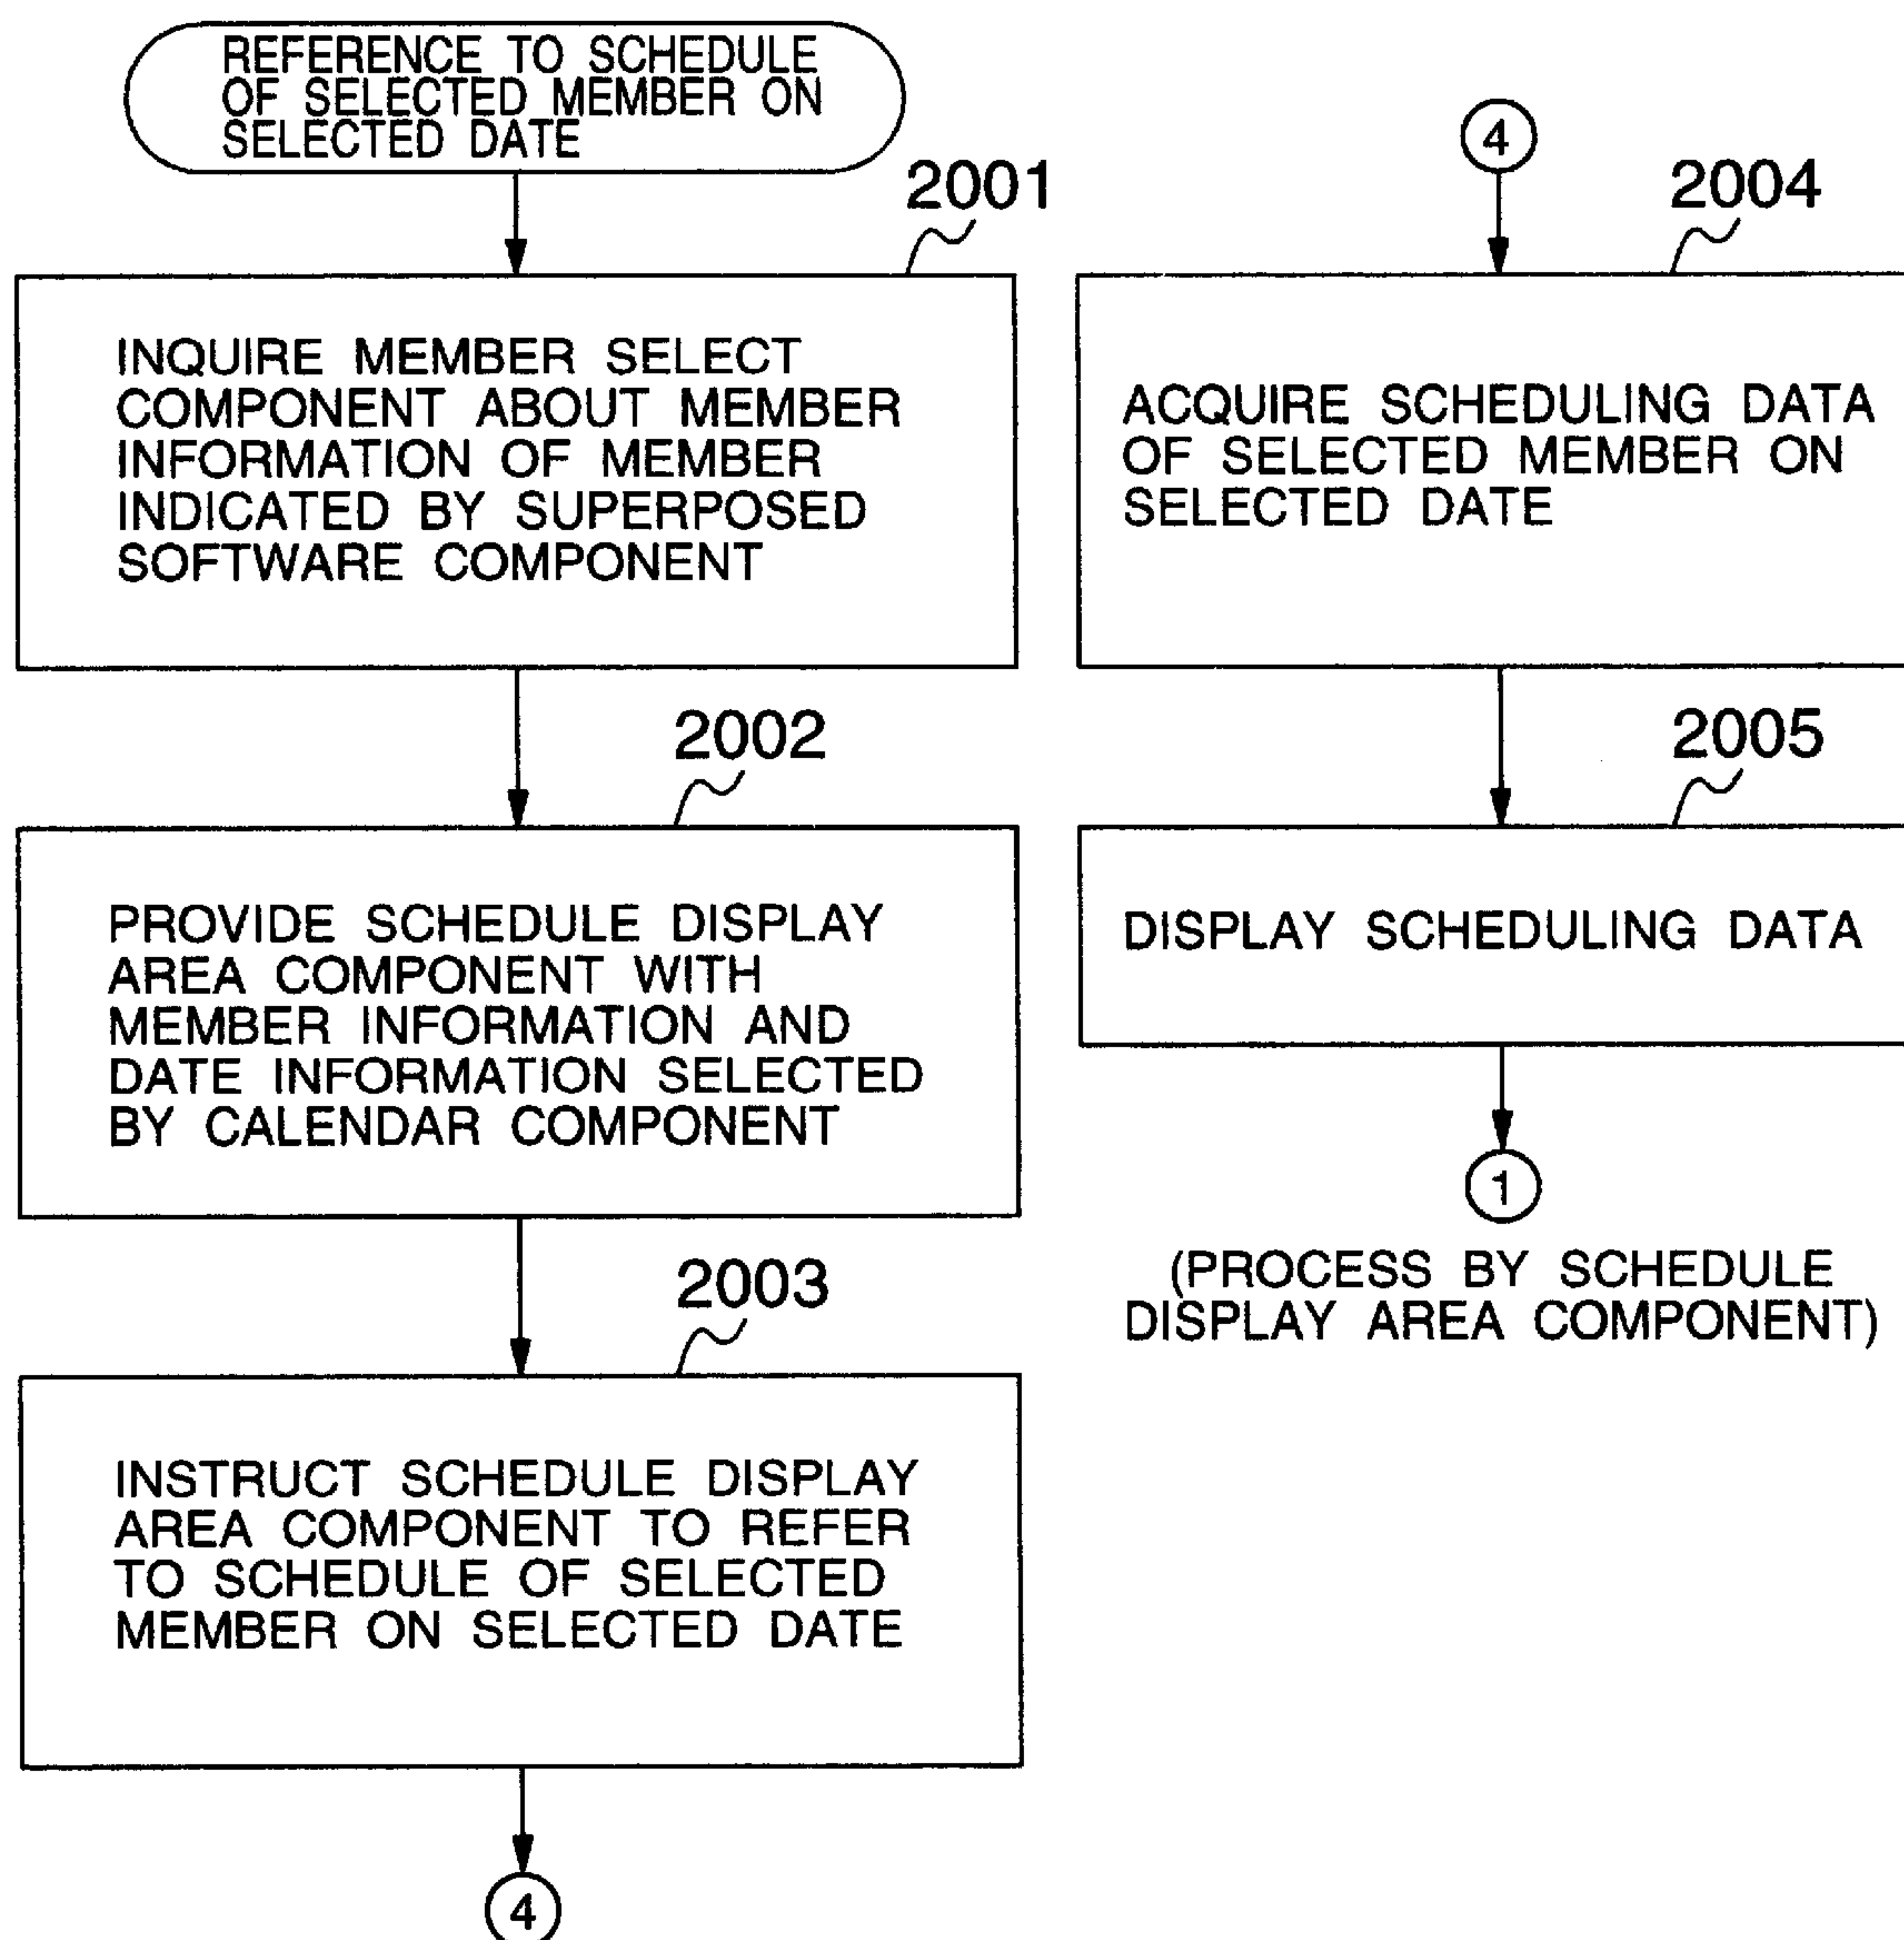 REFERENCE TO SCHEDULE
OF SELECTED MEMBER ON
SELECTED DATE
2001
INQUIRE MEMBER SELECT
COMPONENT ABOUT MEMBER
INFORMATION OF MEMBER
INDICATED BY SUPERPOSED
SOFTWARE COMPONENT
2002
PROVIDE SCHEDULE DISPLAY
AREA COMPONENT WITH
MEMBER INFORMATION AND
DATE INFORMATION SELECTED
BY CALENDAR COMPONENT
2003
INSTRUCT SCHEDULE DISPLAY
AREA COMPONENT TO REFER
TO SCHEDULE OF SELECTED
MEMBER ON SELECTED DATE
4
4
2004
ACQUIRE SCHEDULING DATA
OF SELECTED MEMBER ON
SELECTED DATE
2005
DISPLAY SCHEDULING DATA
1
(PROCESS BY SCHEDULE
DISPLAY AREA COMPONENT)